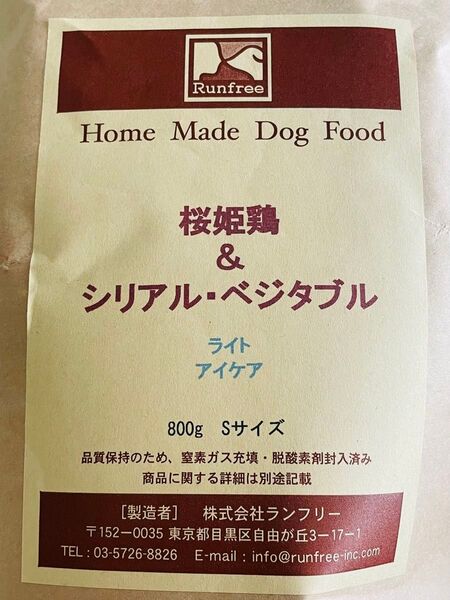 Runfree
Home Made Dog Food
桜姫鶏
&
シリアル・ベジタブル
ライト
アイケア
800g Sサイズ
品質保持のため、窒素ガス充填・脱酸素剤封入済み
商品に関する詳細は別途記載
[製造者] 株式会社ランフリー
〒152-0035 東京都目黒区自由が丘3-17-1
TEL : 03-5726-8826 E-mail : info@runfree-inc.com